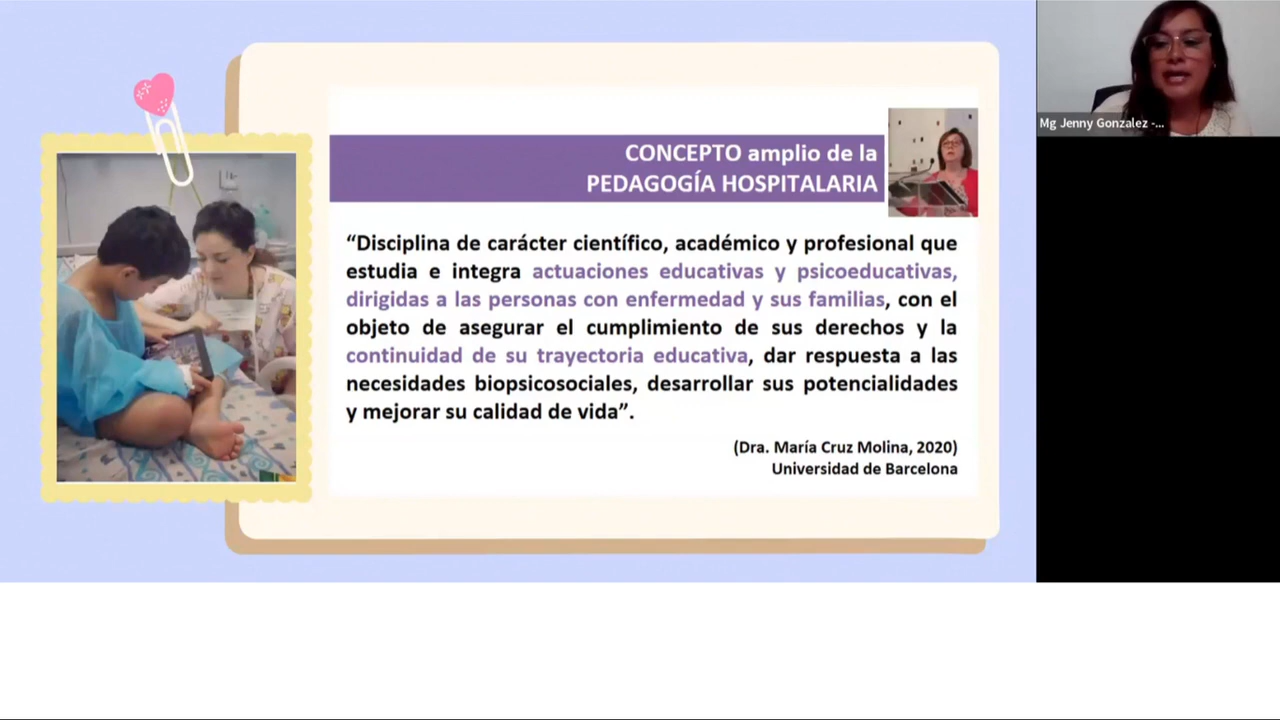 CONCEPTO amplio de la
PEDAGOGÍA HOSPITALARIA
“Disciplina de carácter científico, académico y profesional que
estudia e integra actuaciones educativas y psicoeducativas,
dirigidas a las personas con enfermedad y sus familias, con el
objeto de asegurar el cumplimiento de sus derechos y la
continuidad de su trayectoria educativa, dar respuesta a las
necesidades biopsicosociales, desarrollar sus potencialidades
y mejorar su calidad de vida”.
(Dra. María Cruz Molina, 2020)
Universidad de Barcelona
Mg Jenny Gonzalez -...